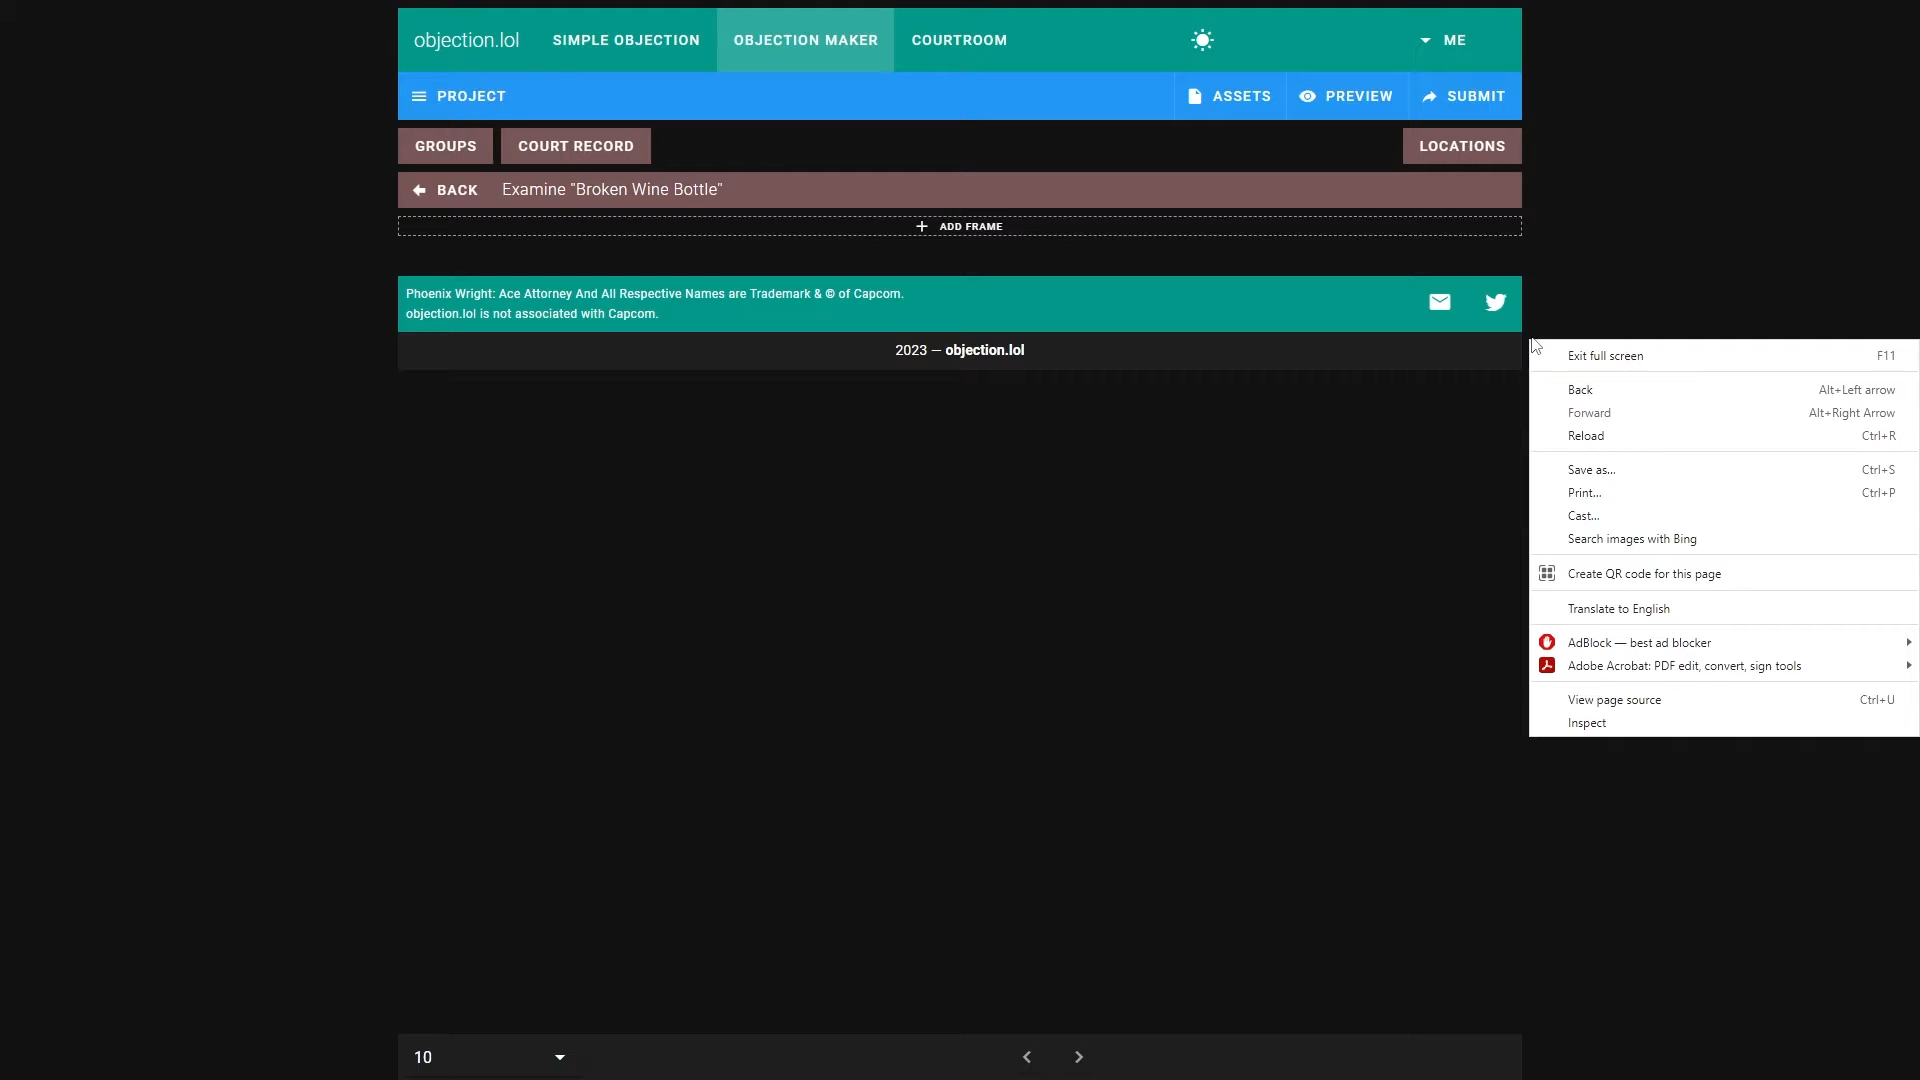 objection.lol SIMPLE OBJECTION OBJECTION MAKER COURTROOM ME
PROJECT ASSETS PREVIEW SUBMIT
GROUPS COURT RECORD LOCATIONS
BACK Examine "Broken Wine Bottle"
ADD FRAME
Phoenix Wright: Ace Attorney And All Respective Names are Trademark & © of Capcom.
objection.lol is not associated with Capcom.
2023 — objection.lol
Exit full screen F11
Back Alt+Left arrow
Forward Alt+Right Arrow
Reload Ctrl+R
Save as... Ctrl+S
Print... Ctrl+P
Cast...
Search images with Bing
Create QR code for this page
Translate to English
AdBlock — best ad blocker
Adobe Acrobat: PDF edit, convert, sign tools
View page source Ctrl+U
Inspect
10